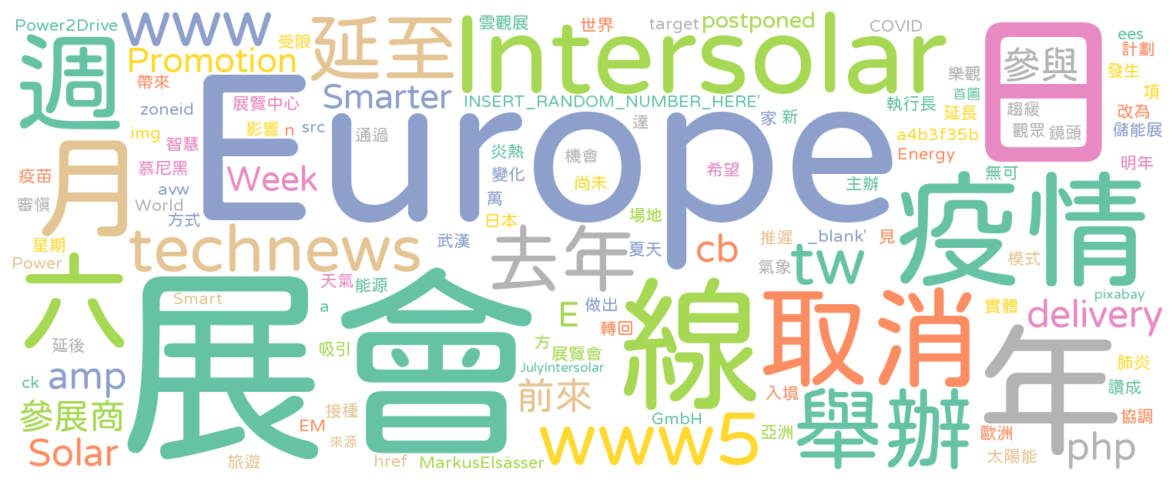 Power2Drive
www
延至
雲觀展
世界
target
postponed
COVID
ees
週
Promotion
受限
Intersolar
日
參與
計劃
帶來
樂觀
發生
Smarter
展覽中心
INSERT_RANDOM_NUMBER_HERE'
執行長
首圖
項
zoneid
Europe
達
家
新
延長
趨緩
改為
img
影響
n
src
通過
a4b3f35b
觀眾
鏡頭
儲能展
月
智慧
炎熱
機會
Energy
疫苗
慕尼黑
Week
變化
尚未
希望
主辦
無可
明年
審慎
avw
World
萬
疫情
方式
日本
場地
technews
星期
武漢
去年
夏天
cb
推遲
_blank'
見
Power
六
天氣
能源
氣象
tw
模式
pixabay
Smart
展會
a
E
做出
線
取消
年
實體
delivery
轉回
延後
吸引
方
展覽會
肺炎
ck
amp
JulyIntersolar
前來
入境
舉辦
讚成
參展商
接種
GmbH
協調
EM
www5
亞洲
歐洲
Solar
來源
php
旅遊
href
MarkusElsässer
太陽能